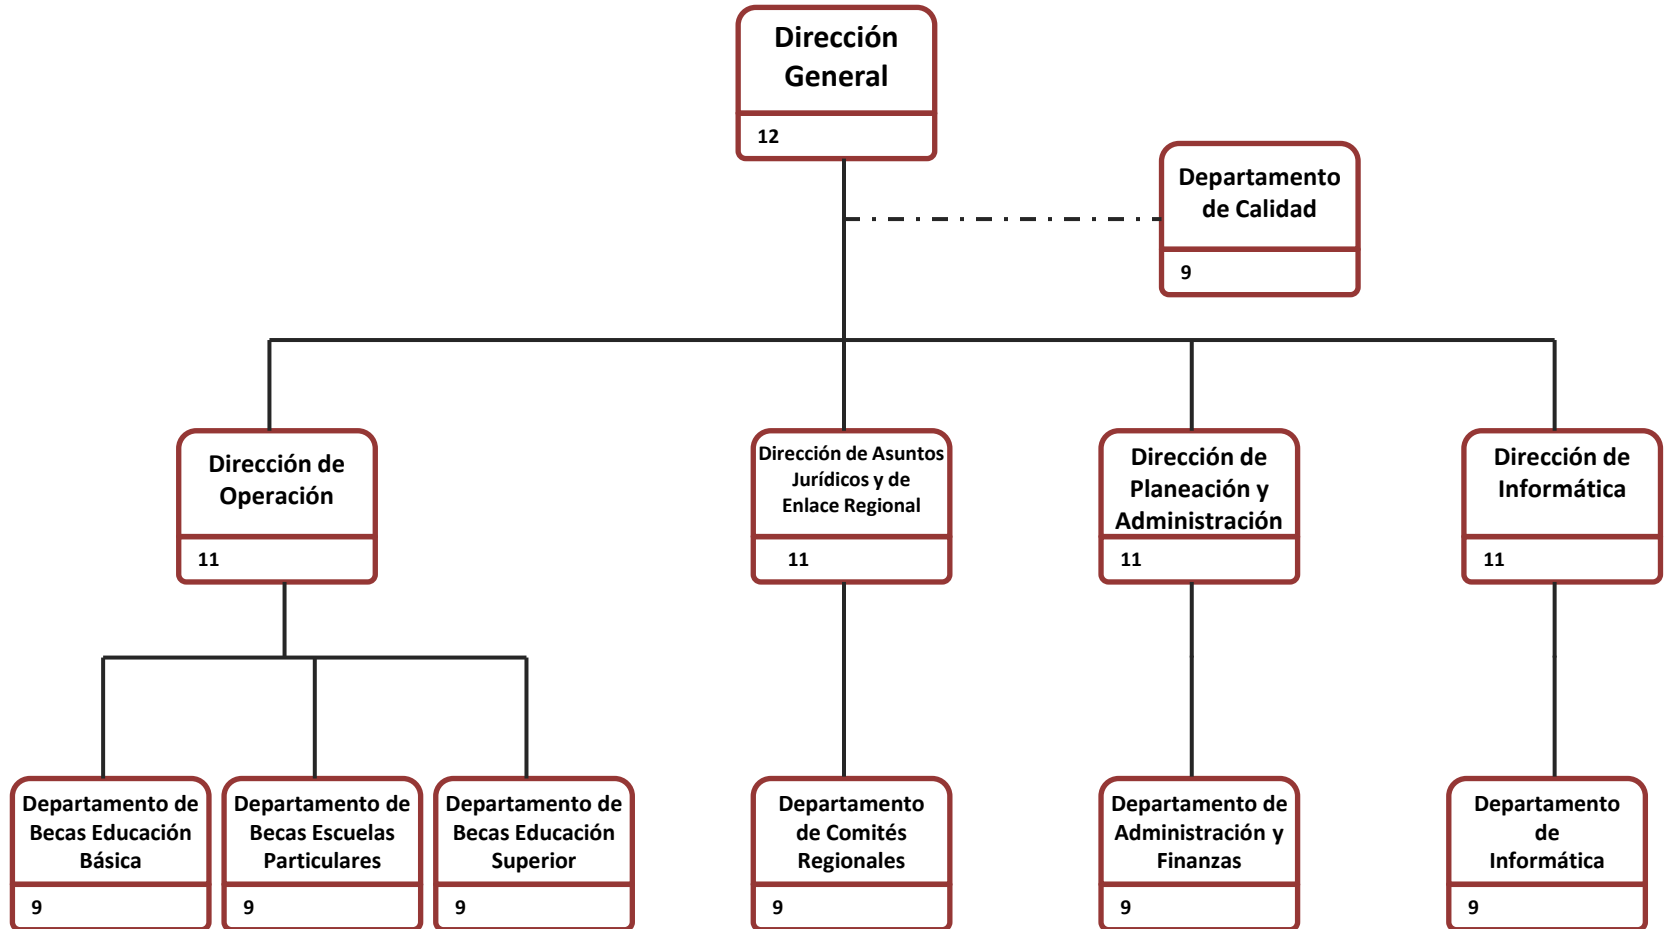 Dirección
General
12
Departamento
de Calidad
9
Dirección de
Operación
11
Dirección de Asuntos
Jurídicos y de
Enlace Regional
11
Dirección de
Planeación y
Administración
11
Dirección de
Informática
11
Departamento de
Becas Educación
Básica
9
Departamento de
Becas Escuelas
Particulares
9
Departamento de
Becas Educación
Superior
9
Departamento
de Comités
Regionales
9
Departamento de
Administración y
Finanzas
9
Departamento
de
Informática
9